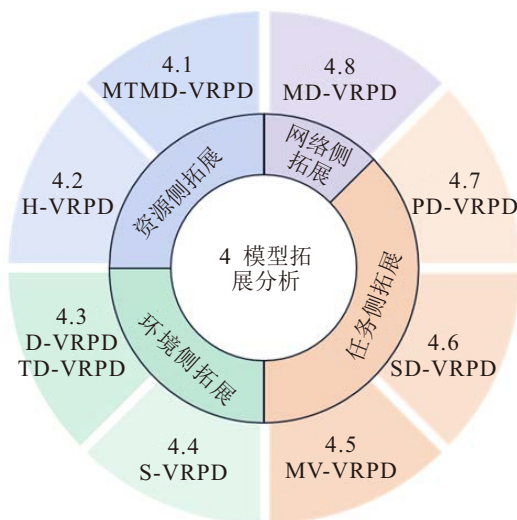 4.1
MTMD-VRPD
4.8
MD-VRPD
4.2
H-VRPD
4.7
PD-VRPD
资源侧拓展
网络侧
拓展
4 模型拓
展分析
环境侧拓展
任务侧拓展
4.3
D-VRPD
TD-VRPD
4.6
SD-VRPD
4.4
S-VRPD
4.5
MV-VRPD